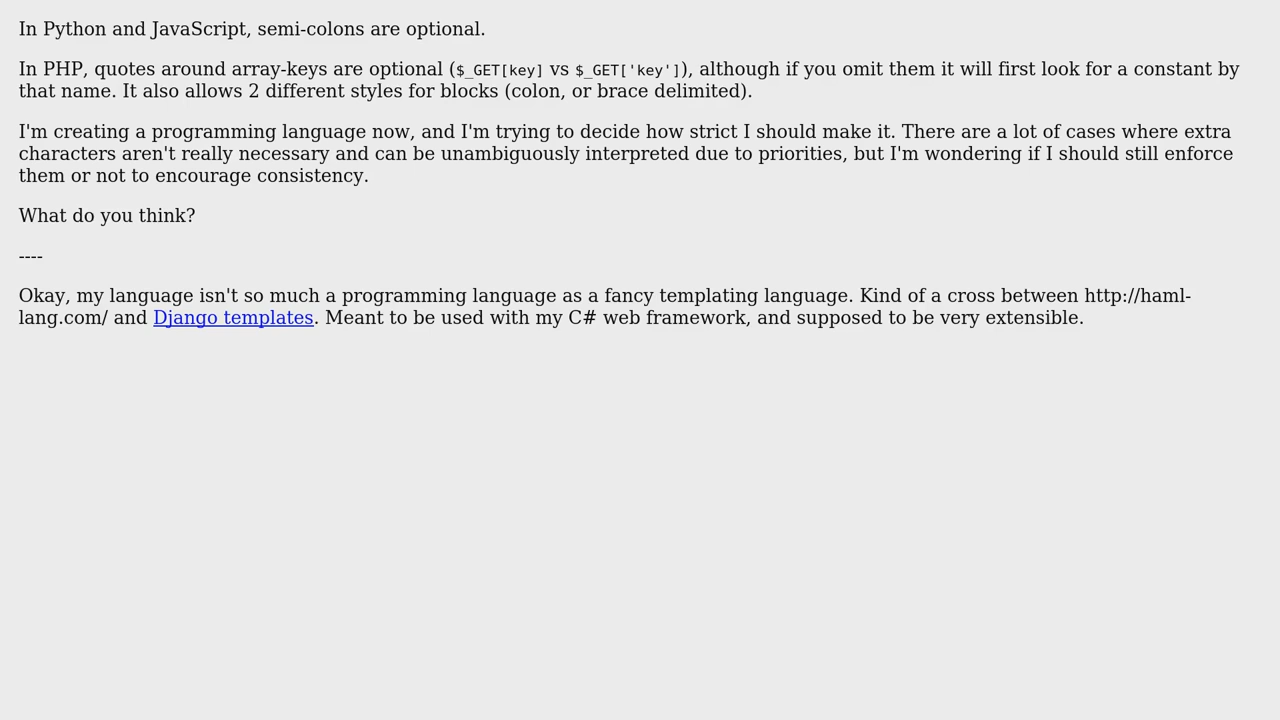 In Python and JavaScript, semi-colons are optional.
In PHP, quotes around array-keys are optional ($_GET[key] vs $_GET['key']), although if you omit them it will first look for a constant by
that name. It also allows 2 different styles for blocks (colon, or brace delimited).
I'm creating a programming language now, and I'm trying to decide how strict I should make it. There are a lot of cases where extra
characters aren't really necessary and can be unambiguously interpreted due to priorities, but I'm wondering if I should still enforce
them or not to encourage consistency.
What do you think?
----
Okay, my language isn't so much a programming language as a fancy templating language. Kind of a cross between http://haml-
lang.com/ and Django templates. Meant to be used with my C# web framework, and supposed to be very extensible.